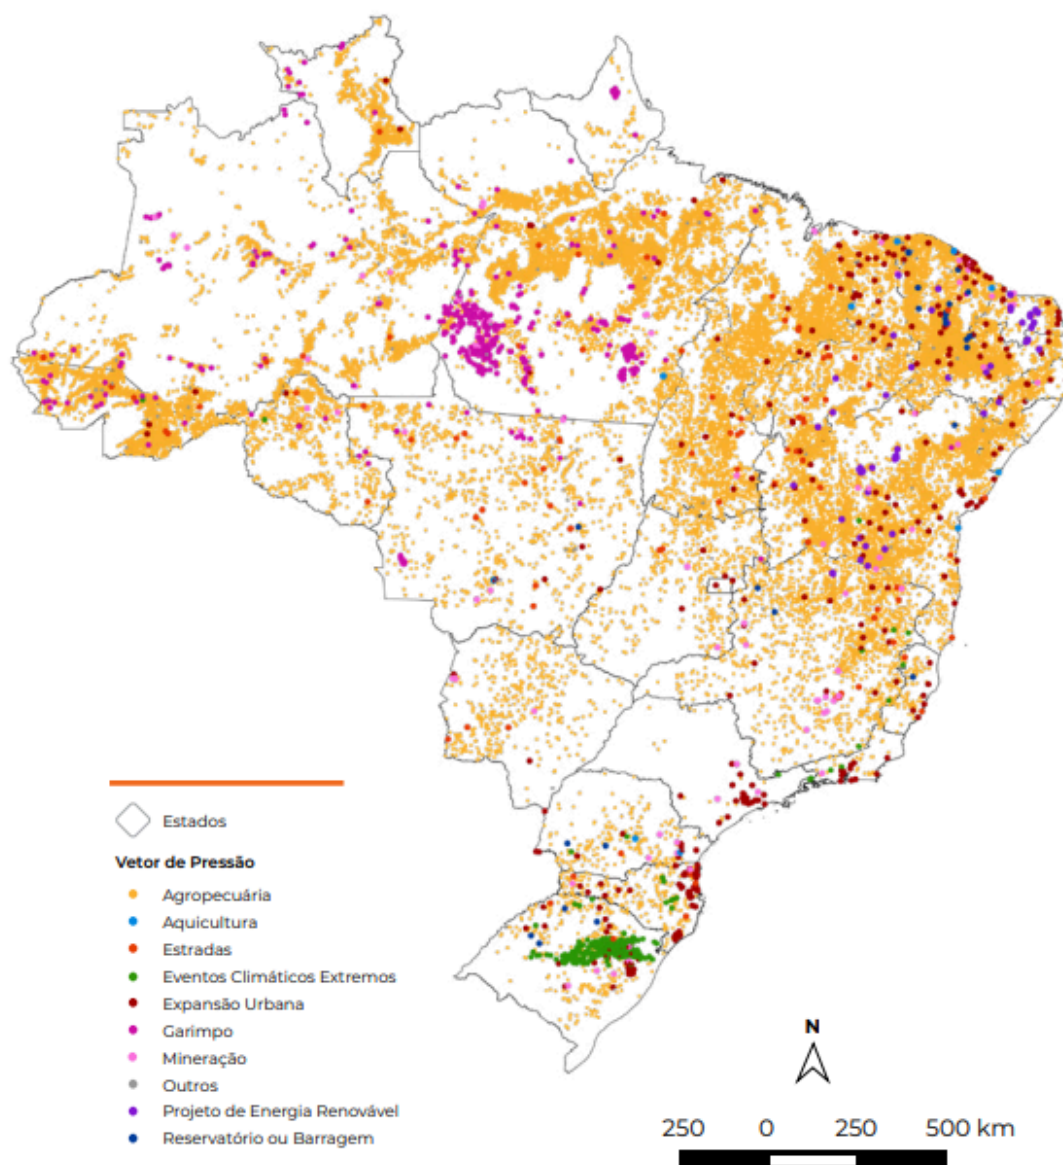 Estados
Vetor de Pressão
Agropecuária
Aquicultura
Estradas
Eventos Climáticos Extremos
Expansão Urbana
Garimpo
Mineração
Outros
Projeto de Energia Renovável
Reservatório ou Barragem
N
250 0 250 500 km